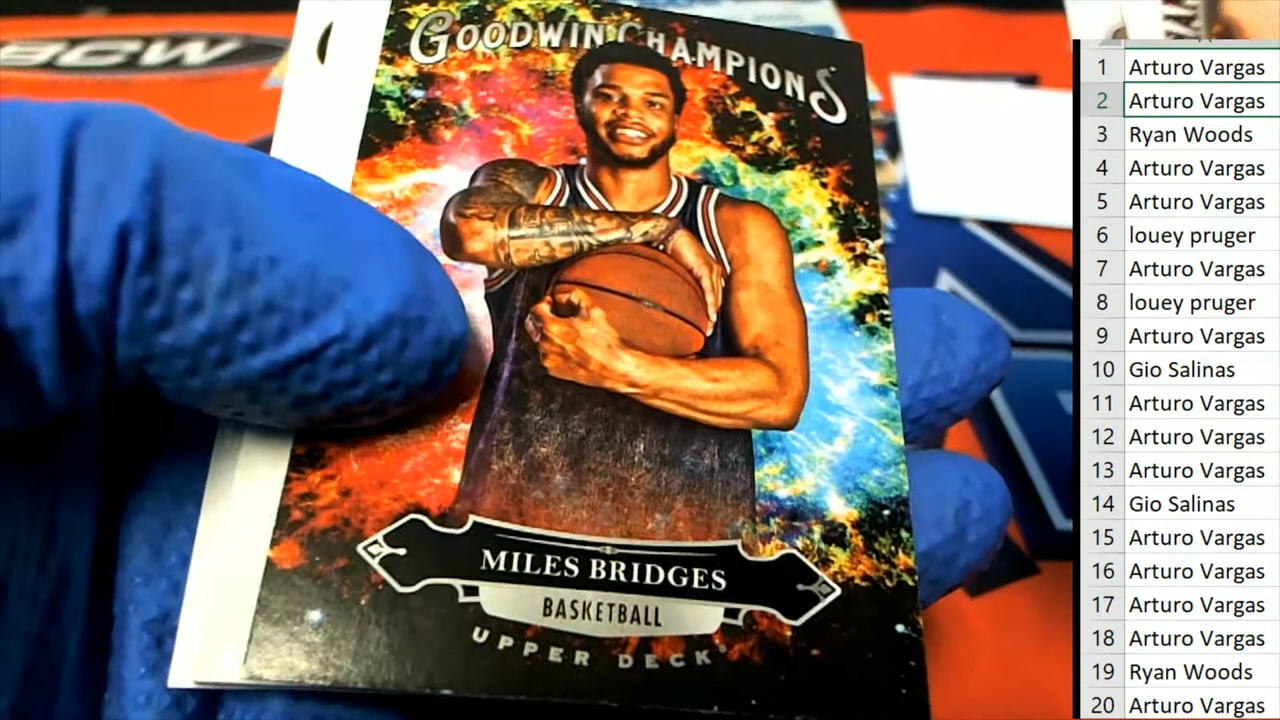 BCW
GOODWIN CHAMPIONS
MILES BRIDGES
BASKETBALL
UPPER DECK
1 Arturo Vargas
2 Arturo Vargas
3 Ryan Woods
4 Arturo Vargas
5 Arturo Vargas
6 louey pruger
7 Arturo Vargas
8 louey pruger
9 Arturo Vargas
10 Gio Salinas
11 Arturo Vargas
12 Arturo Vargas
13 Arturo Vargas
14 Gio Salinas
15 Arturo Vargas
16 Arturo Vargas
17 Arturo Vargas
18 Arturo Vargas
19 Ryan Woods
20 Arturo Vargas